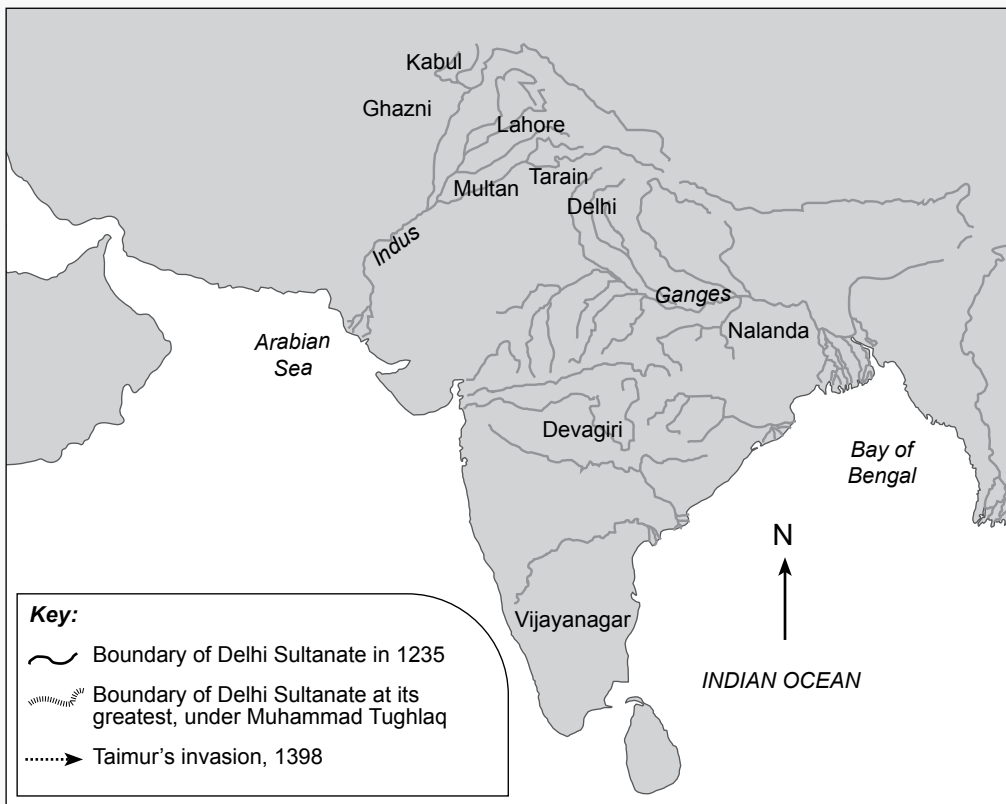 Kabul
Ghazni
Lahore
Tarain
Multan
Delhi
Indus
Ganges
Arabian
Sea
Nalanda
Devagiri
Bay of
Bengal
N
Vijayanagar
INDIAN OCEAN
Key:
Boundary of Delhi Sultanate in 1235
Boundary of Delhi Sultanate at its
greatest, under Muhammad Tughlaq
Taimur's invasion, 1398